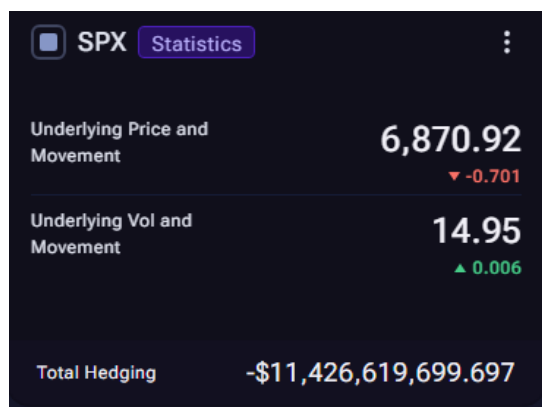 SPX Statistics
Underlying Price and
Movement
6,870.92
▼ -0.701
Underlying Vol and
Movement
14.95
▲ 0.006
Total Hedging -$11,426,619,699.697